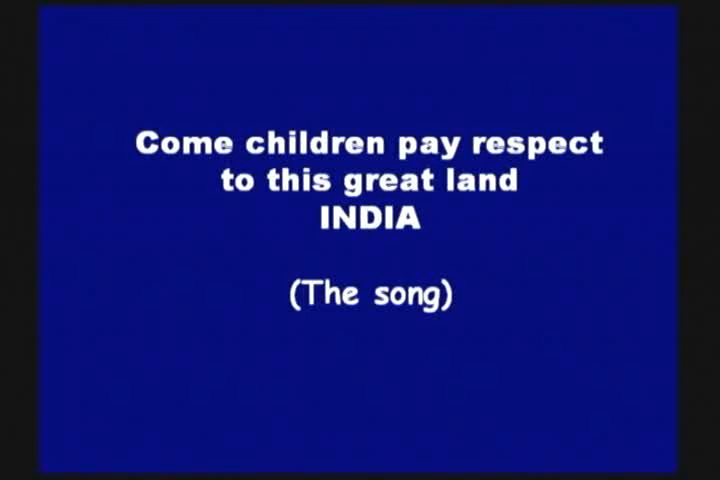 Come children pay respect
to this great land
INDIA
(The song)